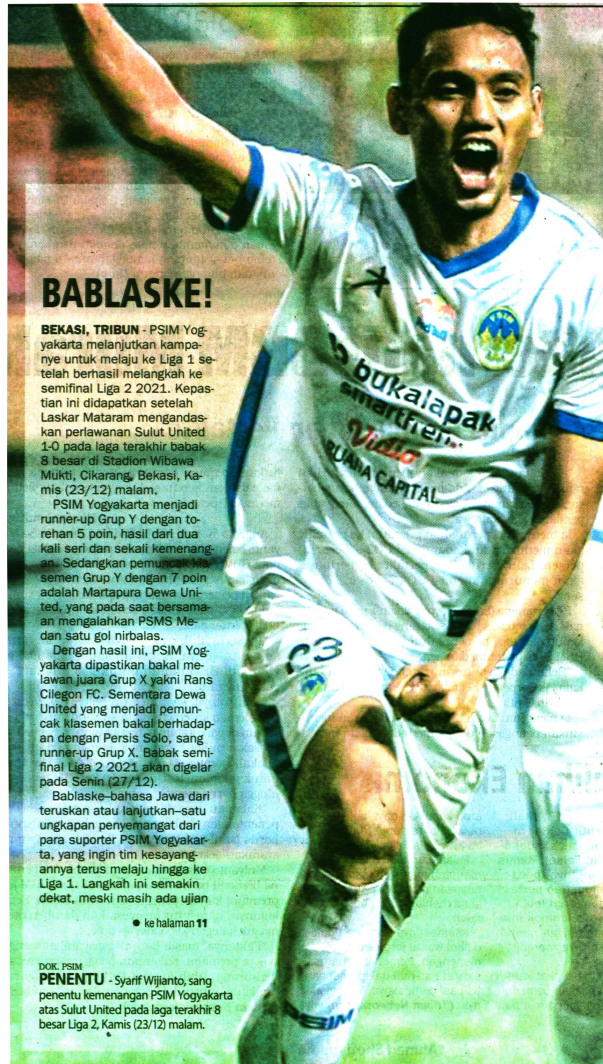 BABLASKE!
BEKASI, TRIBUN - PSIM Yog-
yakarta melanjutkan kampa-
nye untuk melaju ke Liga 1 se-
telah berhasil melangkah ke
semifinal Liga 2 2021. Kepas-
tian ini didapatkan setelah
Laskar Mataram mengandas-
kan perlawanan Sulut United
1-0 pada laga terakhir babak
8 besar di Stadion Wibawa
Mukti, Cikarang, Bekasi, Ka-
mis (23/12) malam.
PSIM Yogyakarta menjadi
runner-up Grup Y dengan to-
rehan 5 poin, hasil dari dua
kali seri dan sekali kemenang-
an. Sedangkan pemuncak kla-
semen Grup Y dengan 7 poin
adalah Martapura Dewa Uni-
ted, yang pada saat bersama-
an mengalahkan PSMS Me-
dan satu gol nirbalas.
Dengan hasil ini, PSIM Yog-
yakarta dipastikan bakal me-
lawan juara Grup X yakni Rans
Cilegon FC. Sementara Dewa
United yang menjadi pemun-
cak klasemen bakal berhadap-
an dengan Persis Solo, sang
runner-up Grup X. Babak semi-
final Liga 2 2021 akan digelar
pada Senin (27/12).
Bablaske--bahasa Jawa dari
teruskan atau lanjutkan--satu
ungkapan penyemangat dari
para suporter PSIM Yogyakar-
ta, yang ingin tim kesayang-
annya terus melaju hingga ke
Liga 1. Langkah ini semakin
dekat, meski masih ada ujian
● ke halaman 11
DOK. PSIM
PENENTU - Syarif Wijianto, sang
penentu kemenangan PSIM Yogyakarta
atas Sulut United pada laga terakhir 8
besar Liga 2, Kamis (23/12) malam.
PSIM
bukalapak
smartfren
Vidio
RUANA CAPITAL
23
PSIM